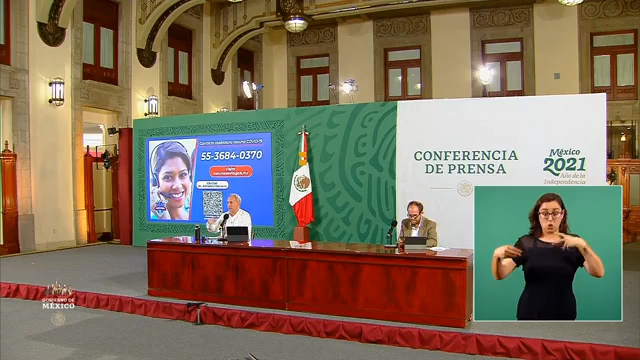 55-3684-0370
CONFERENCIA
DE PRENSA
México
2021
Año de la
Independencia
GOBIERNO DE
MÉXICO